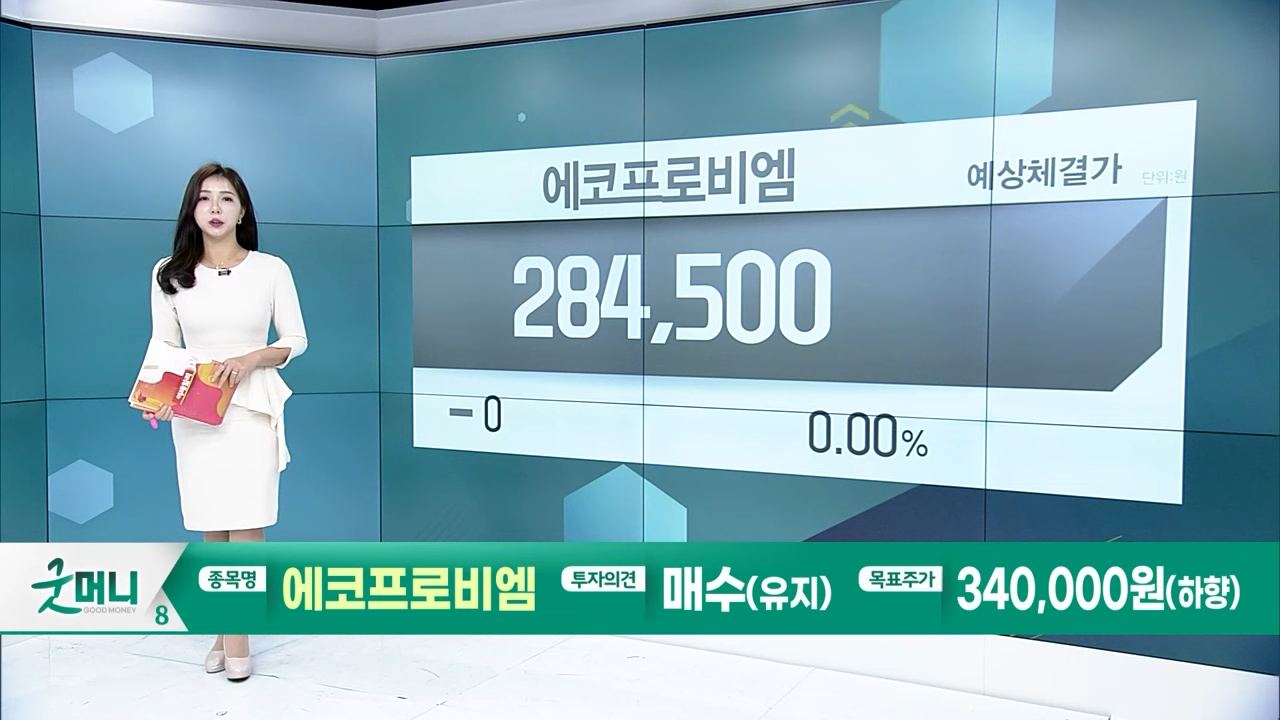 에코프로비엠
예상체결가
단위:원
284,500
− 0
0.00%
굿머니
GOOD MONEY
8
종목명
에코프로비엠
투자의견
매수(유지)
목표주가
340,000원(하향)